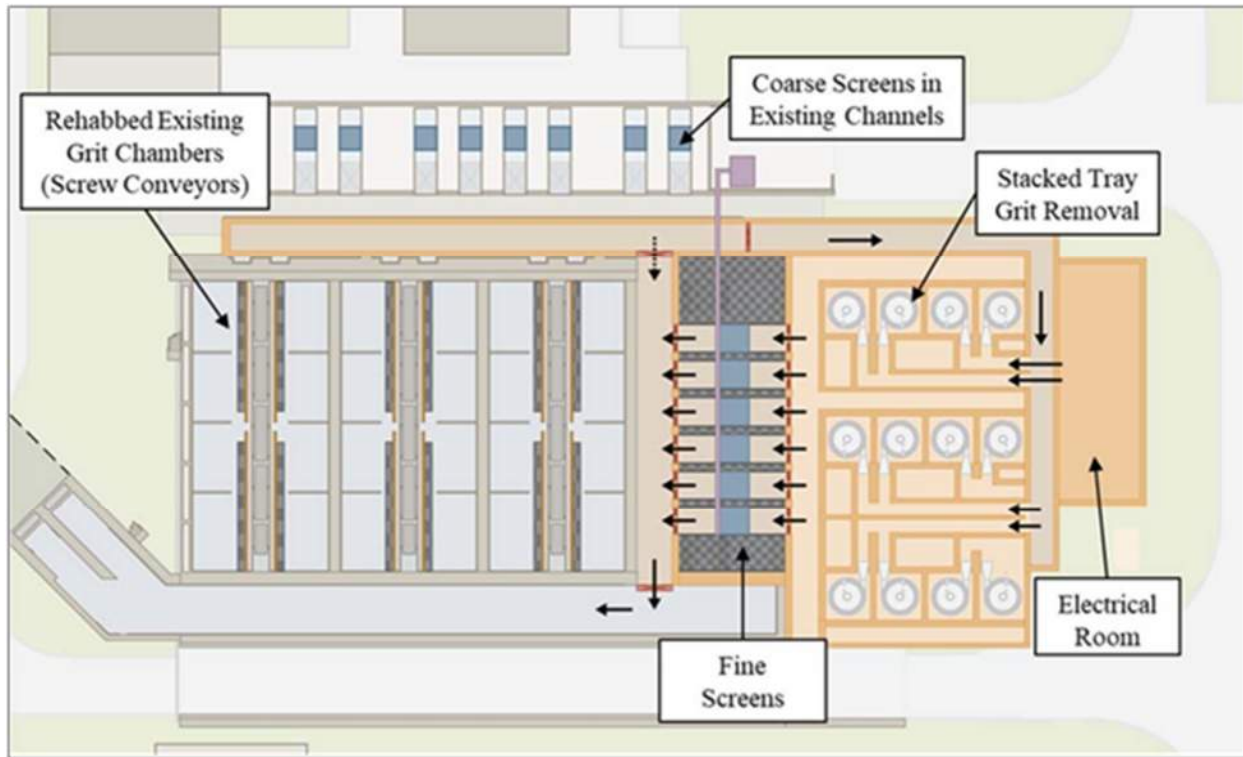 Coarse Screens in
Existing Channels
Rehabbed Existing
Grit Chambers
(Screw Conveyors)
Stacked Tray
Grit Removal
Electrical
Room
Fine
Screens